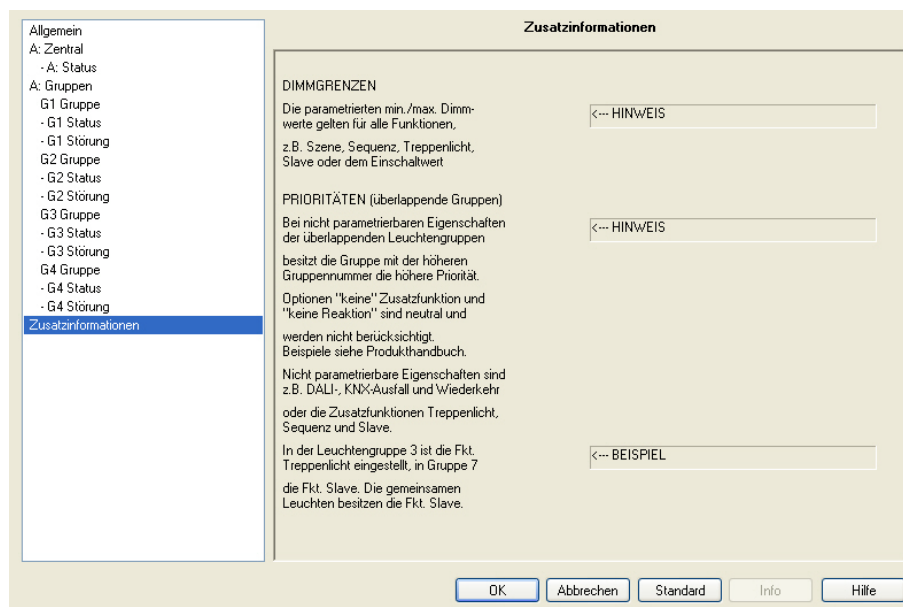 Allgemein
A: Zentral
- A: Status
A: Gruppen
G1 Gruppe
- G1 Status
- G1 Störung
G2 Gruppe
- G2 Status
- G2 Störung
G3 Gruppe
- G3 Status
- G3 Störung
G4 Gruppe
- G4 Status
- G4 Störung
Zusatzinformationen
Zusatzinformationen
DIMMGRENZEN
Die parametrierten min./max. Dimm-
werte gelten für alle Funktionen,
<--- HINWEIS
z.B. Szene, Sequenz, Treppenlicht,
Slave oder dem Einschaltwert
PRIORITÄTEN (überlappende Gruppen)
Bei nicht parametrierbaren Eigenschaften
der überlappenden Leuchtengruppen
<--- HINWEIS
besitzt die Gruppe mit der höheren
Gruppennummer die höhere Priorität.
Optionen "keine" Zusatzfunktion und
"keine Reaktion" sind neutral und
werden nicht berücksichtigt.
Beispiele siehe Produkthandbuch.
Nicht parametrierbare Eigenschaften sind
z.B. DALI-, KNX-Ausfall und Wiederkehr
oder die Zusatzfunktionen Treppenlicht,
Sequenz und Slave.
In der Leuchtengruppe 3 ist die Fkt.
Treppenlicht eingestellt, in Gruppe 7
<--- BEISPIEL
die Fkt. Slave. Die gemeinsamen
Leuchten besitzen die Fkt. Slave.
OK Abbrechen Standard Info Hilfe